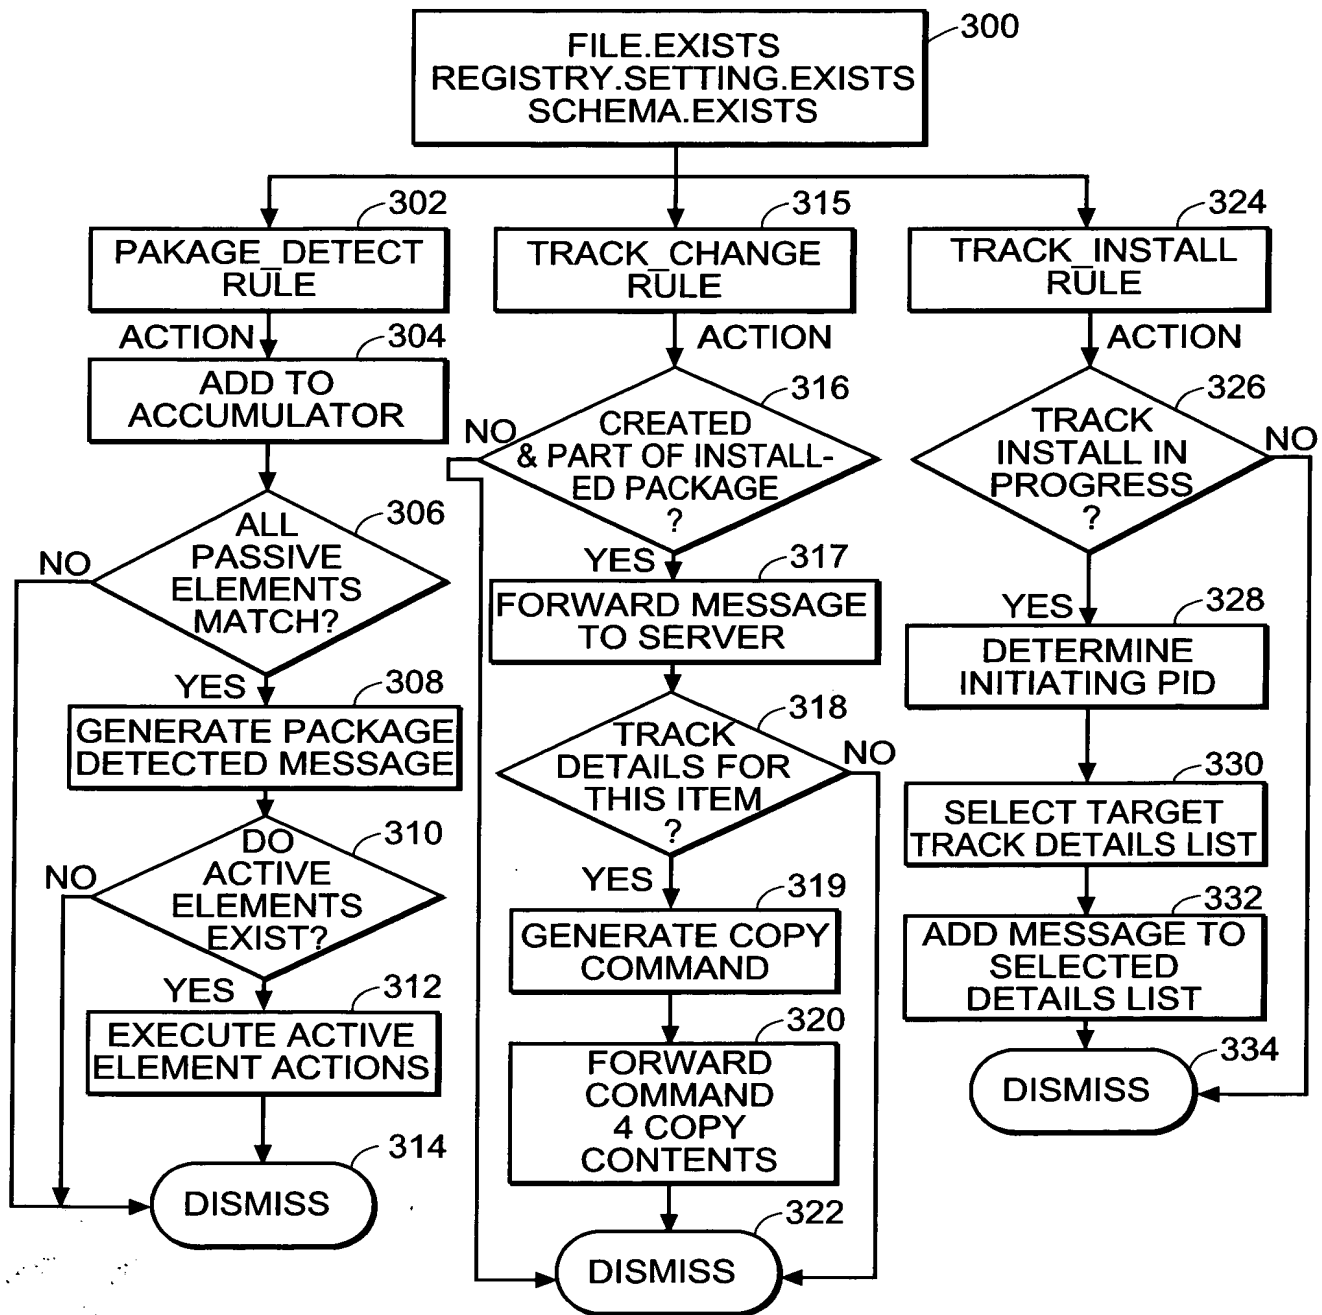 300
FILE.EXISTS
REGISTRY.SETTING.EXISTS
SCHEMA.EXISTS
302
PAKAGE_DETECT
RULE
ACTION
304
ADD TO
ACCUMULATOR
306
ALL
PASSIVE
ELEMENTS
MATCH?
NO
YES
308
GENERATE PACKAGE
DETECTED MESSAGE
310
DO
ACTIVE
ELEMENTS
EXIST?
NO
YES
312
EXECUTE ACTIVE
ELEMENT ACTIONS
314
DISMISS
315
TRACK_CHANGE
RULE
ACTION
316
NO
CREATED
& PART OF INSTALL-
ED PACKAGE
?
YES
317
FORWARD MESSAGE
TO SERVER
318
TRACK
DETAILS FOR
THIS ITEM
?
NO
YES
319
GENERATE COPY
COMMAND
320
FORWARD
COMMAND
4 COPY
CONTENTS
322
DISMISS
324
TRACK_INSTALL
RULE
ACTION
326
TRACK
INSTALL IN
PROGRESS
?
NO
YES
328
DETERMINE
INITIATING PID
330
SELECT TARGET
TRACK DETAILS LIST
332
ADD MESSAGE TO
SELECTED
DETAILS LIST
334
DISMISS